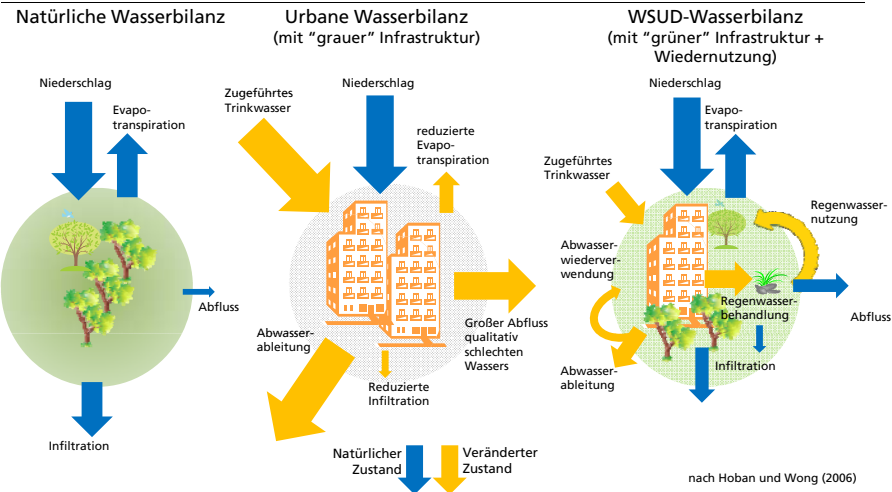 Natürliche Wasserbilanz
Niederschlag
Evapo-
transpiration
Abfluss
Infiltration
Urbane Wasserbilanz
(mit “grauer” Infrastruktur)
Zugeführtes
Trinkwasser
Niederschlag
reduzierte
Evapo-
transpiration
Abwasser-
ableitung
Reduzierte
Infiltration
Großer Abfluss
qualitativ
schlechten
Wassers
WSUD-Wasserbilanz
(mit “grüner” Infrastruktur +
Wiedernutzung)
Niederschlag
Evapo-
transpiration
Zugeführtes
Trinkwasser
Regenwasser-
nutzung
Abwasser-
wiederver-
wendung
Regenwasser-
behandlung
Abfluss
Infiltration
Abwasser-
ableitung
Natürlicher
Zustand
Veränderter
Zustand
nach Hoban und Wong (2006)